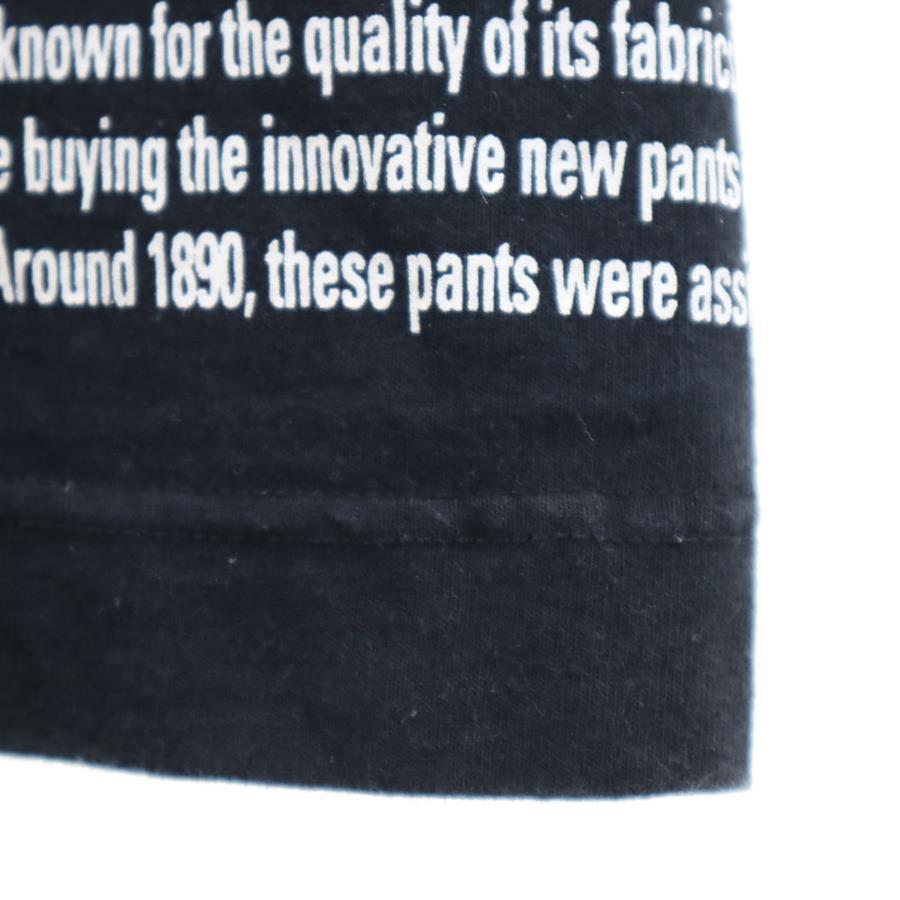 known for the quality of its fabric
buying the innovative new pants
Around 1890, these pants were